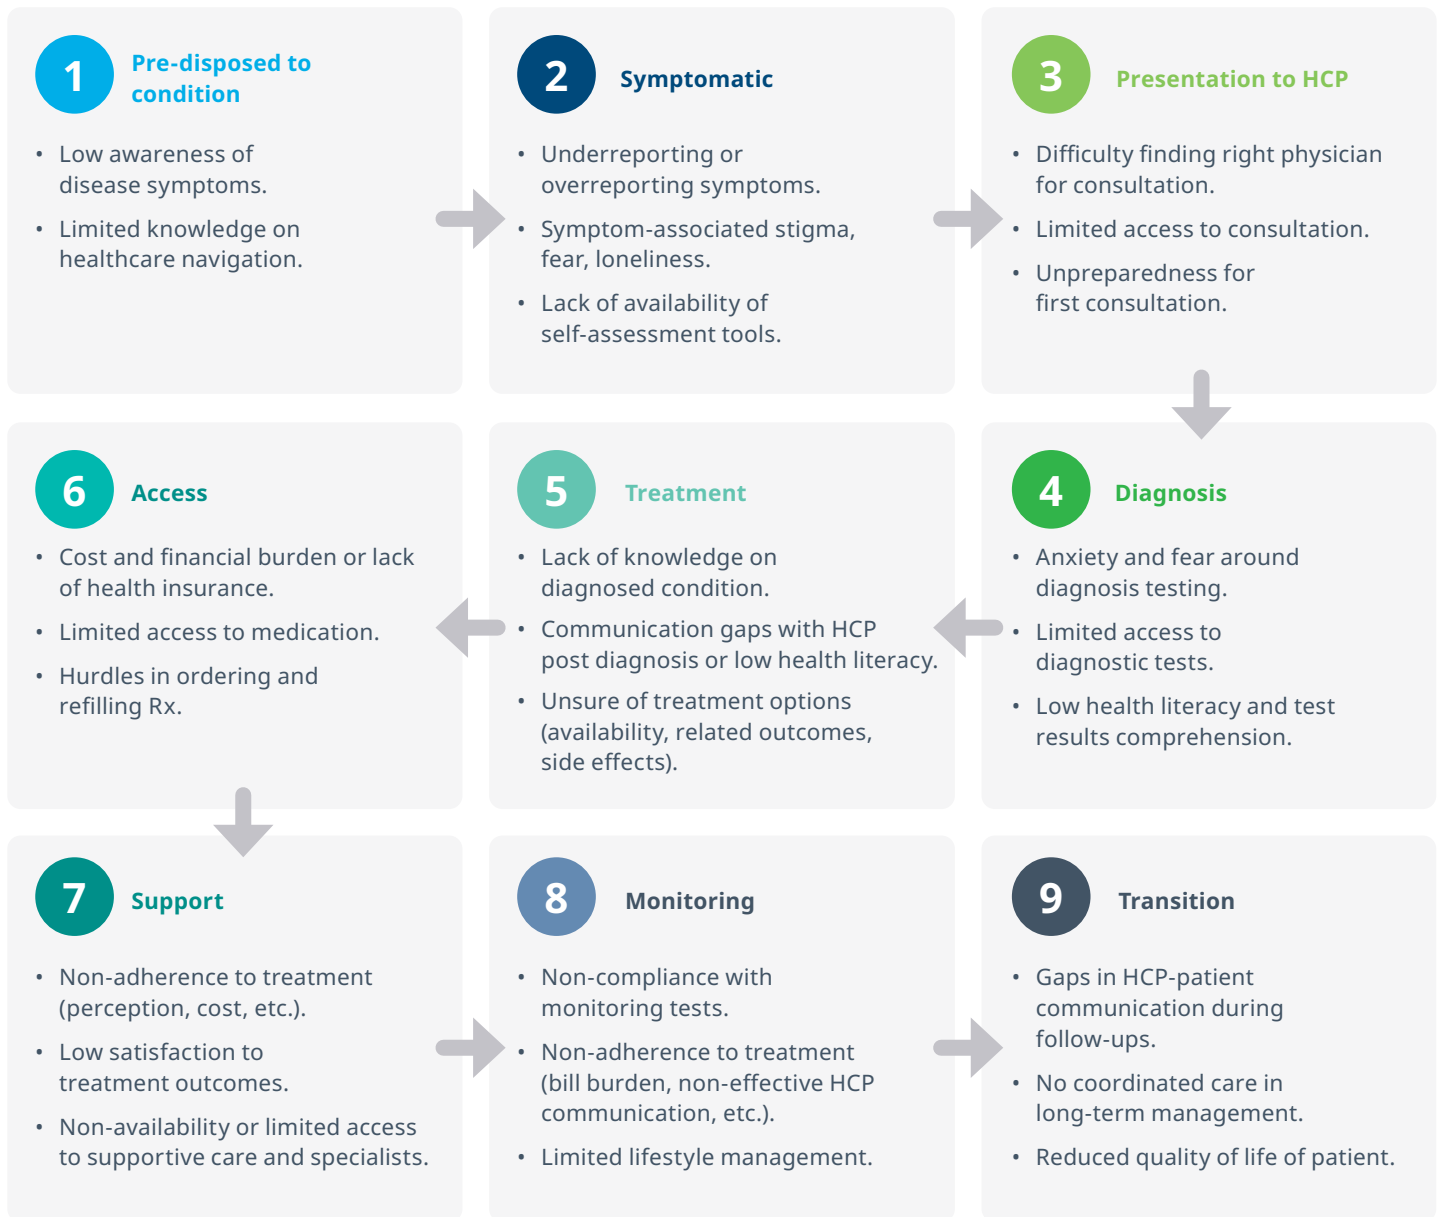 1
Pre-disposed to
condition
• Low awareness of
disease symptoms.
• Limited knowledge on
healthcare navigation.
2
Symptomatic
• Underreporting or
overreporting symptoms.
• Symptom-associated stigma,
fear, loneliness.
• Lack of availability of
self-assessment tools.
3
Presentation to HCP
• Difficulty finding right physician
for consultation.
• Limited access to consultation.
• Unpreparedness for
first consultation.
4
Diagnosis
• Anxiety and fear around
diagnosis testing.
• Limited access to
diagnostic tests.
• Low health literacy and test
results comprehension.
5
Treatment
• Lack of knowledge on
diagnosed condition.
• Communication gaps with HCP
post diagnosis or low health literacy.
• Unsure of treatment options
(availability, related outcomes,
side effects).
6
Access
• Cost and financial burden or lack
of health insurance.
• Limited access to medication.
• Hurdles in ordering and
refilling Rx.
7
Support
• Non-adherence to treatment
(perception, cost, etc.).
• Low satisfaction to
treatment outcomes.
• Non-availability or limited access
to supportive care and specialists.
8
Monitoring
• Non-compliance with
monitoring tests.
• Non-adherence to treatment
(bill burden, non-effective HCP
communication, etc.).
• Limited lifestyle management.
9
Transition
• Gaps in HCP-patient
communication during
follow-ups.
• No coordinated care in
long-term management.
• Reduced quality of life of patient.